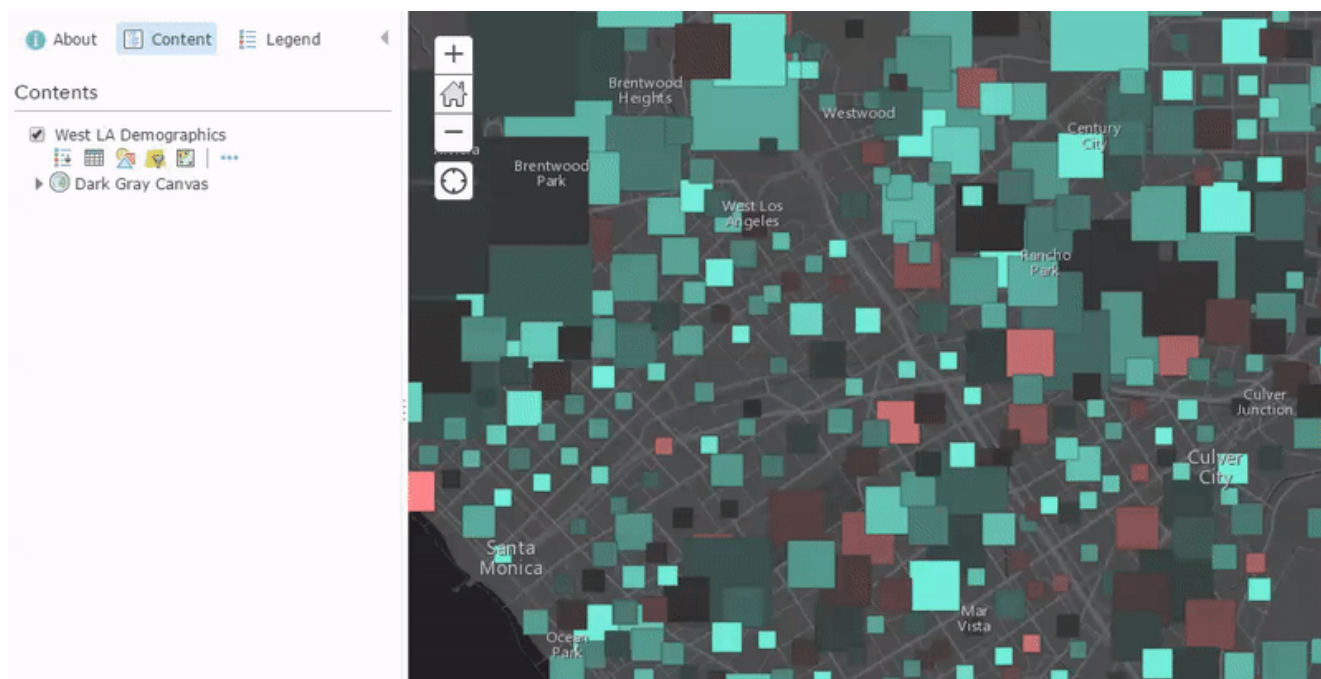 About
Content
Legend
Contents
West LA Demographics
Dark Gray Canvas
Brentwood
Heights
Westwood
Century
City
Brentwood
Park
West Los
Angeles
Rancho
Park
Culver
Junction
Culver
City
Santa
Monica
Mar
Vista
Ocean
Park